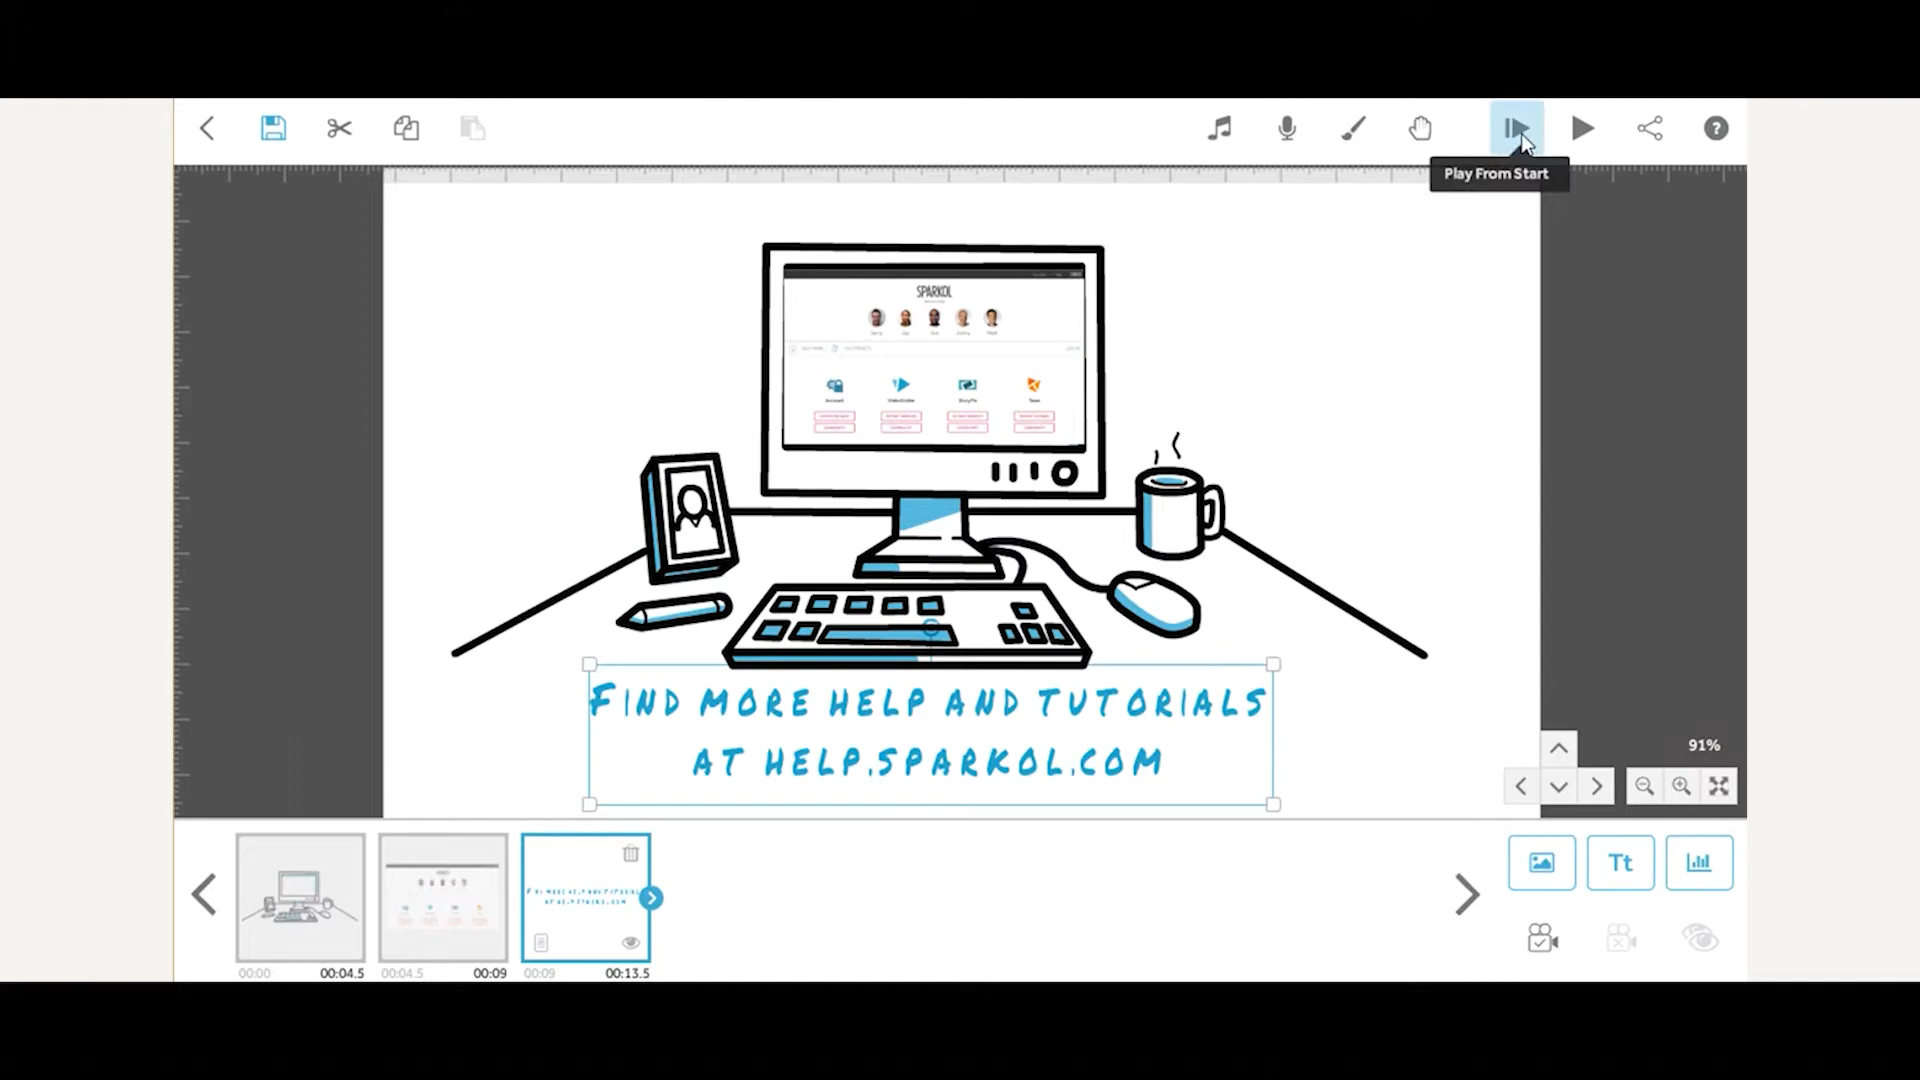 Play From Start
SPARKOL
FIND MORE HELP AND TUTORIALS
AT HELP.SPARKOL.COM
91%
Tt
00:00 00:04.5
00:04.5 00:09
00:09 00:13.5